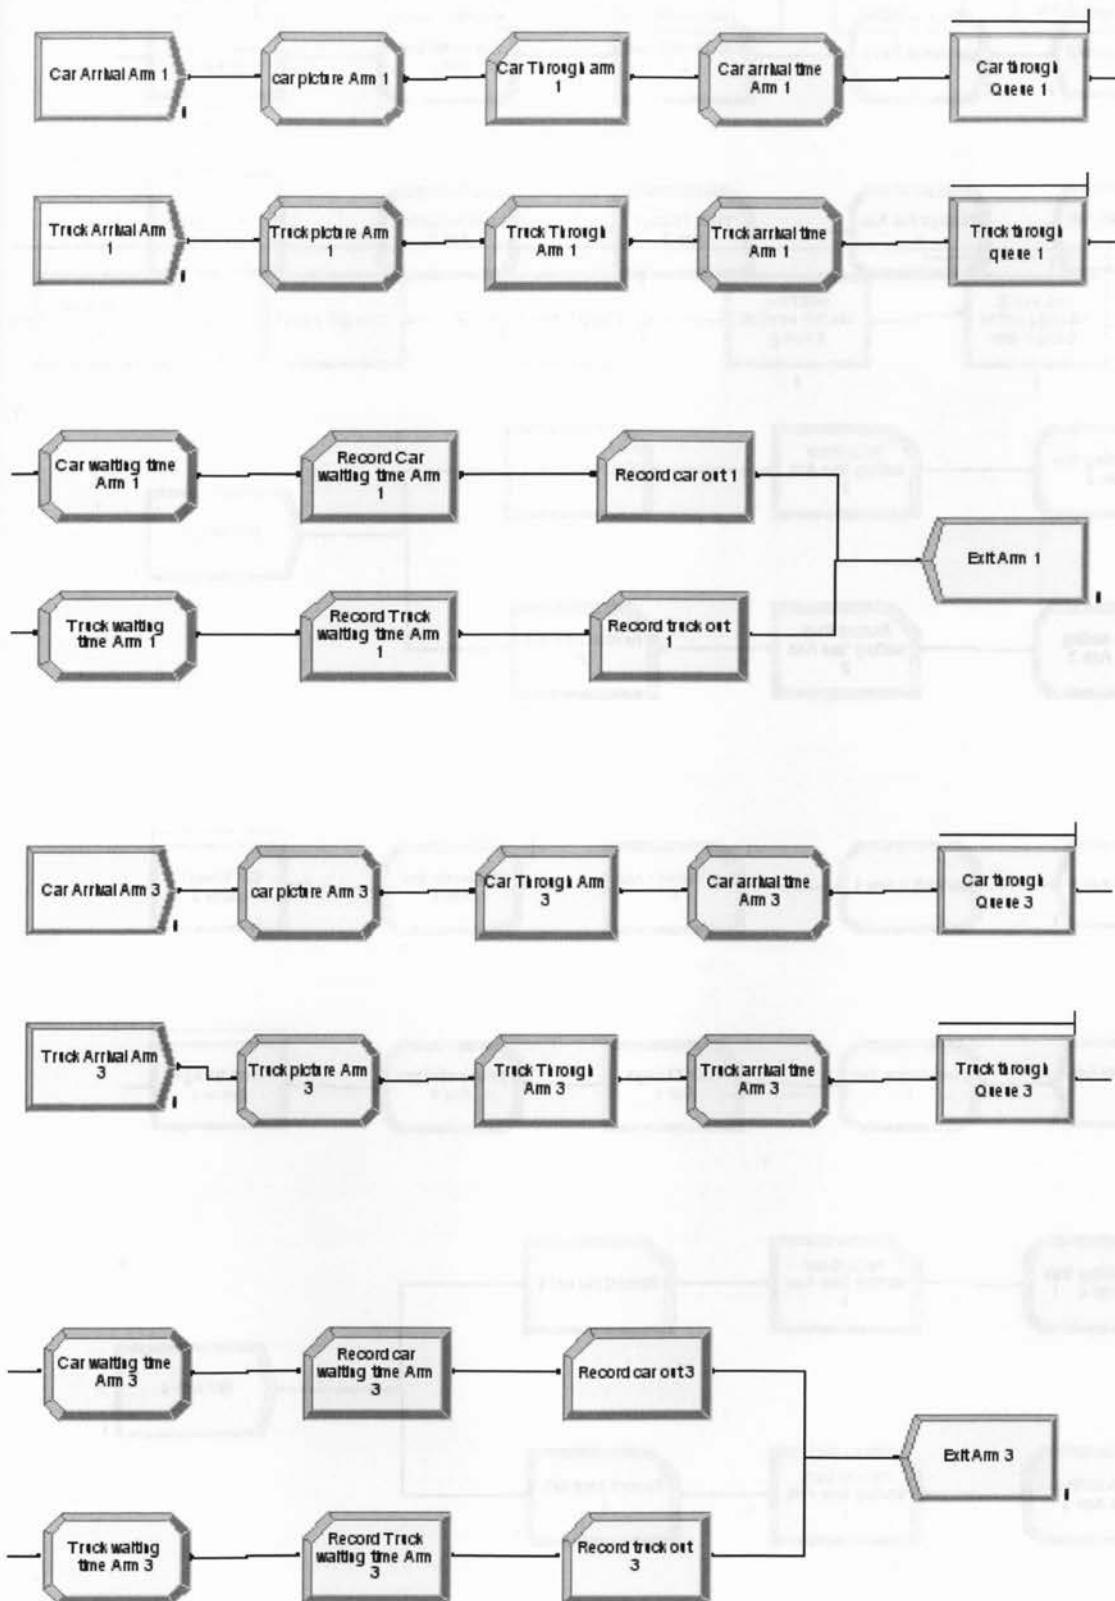 Car Arrival Arm 1
car picture Arm 1
Car Through arm
1
Car arrival time
Arm 1
Car through
Queue 1
Truck Arrival Arm
1
Truck picture Arm
1
Truck Through
Arm 1
Truck arrival time
Arm 1
Truck through
queue 1
Car waiting time
Arm 1
Record Car
waiting time Arm
1
Record car out 1
Exit Arm 1
Truck waiting
time Arm 1
Record Truck
waiting time Arm
1
Record truck out
1
Car Arrival Arm 3
car picture Arm 3
Car Through Arm
3
Car arrival time
Arm 3
Car through
Queue 3
Truck Arrival Arm
3
Truck picture Arm
3
Truck Through
Arm 3
Truck arrival time
Arm 3
Truck through
Queue 3
Car waiting time
Arm 3
Record car
waiting time Arm
3
Record car out 3
Exit Arm 3
Truck waiting
time Arm 3
Record Truck
waiting time Arm
3
Record truck out
3